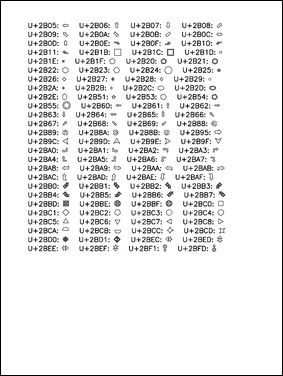 U+2B05: ⬅ U+2B06: ⬆ U+2B07: ⬇ U+2B08: ⬈
U+2B09: ⬉ U+2B0A: ⬊ U+2B0B: ⬋ U+2B0C: ⬌
U+2B0D: ⬍ U+2B0E: ⬎ U+2B0F: ⬏ U+2B10: ⬐
U+2B11: ⬑ U+2B1B: ⬛ U+2B1C: ⬜ U+2B1D: ⬝
U+2B1E: ⬞ U+2B1F: ⬟ U+2B20: ⬠ U+2B21: ⬡
U+2B22: ⬢ U+2B23: ⬣ U+2B24: ⬤ U+2B25: ⬥
U+2B26: ⬦ U+2B27: ⬧ U+2B28: ⬨ U+2B29: ⬩
U+2B2A: ⬪ U+2B2B: ⬫ U+2B2C: ⬬ U+2B2D: ⬭
U+2B2E: ⬮ U+2B51: ⭑ U+2B53: ⭓ U+2B54: ⭔
U+2B55: ⭕ U+2B60: ⭠ U+2B61: ⭡ U+2B62: ⭢
U+2B63: ⭣ U+2B64: ⭤ U+2B65: ⭥ U+2B66: ⭦
U+2B67: ⭧ U+2B68: ⭨ U+2B69: ⭩ U+2B88: ⮈
U+2B89: ⮉ U+2B8A: ⮊ U+2B8B: ⮋ U+2B95: ⮕
U+2B9C: ⮜ U+2B9D: ⮝ U+2B9E: ⮞ U+2B9F: ⮟
U+2BA0: ⮠ U+2BA1: ⮡ U+2BA2: ⮢ U+2BA3: ⮣
U+2BA4: ⮤ U+2BA5: ⮥ U+2BA6: ⮦ U+2BA7: ⮧
U+2BA8: ⮨ U+2BA9: ⮩ U+2BAA: ⮪ U+2BAB: ⮫
U+2BAC: ⮬ U+2BAD: ⮭ U+2BAE: ⮮ U+2BAF: ⮯
U+2BB0: ⮰ U+2BB1: ⮱ U+2BB2: ⮲ U+2BB3: ⮳
U+2BB4: ⮴ U+2BB5: ⮵ U+2BB6: ⮶ U+2BB7: ⮷
U+2BBD: ⮽ U+2BBE: ⮾ U+2BBF: ⮿ U+2BC0: ⯀
U+2BC1: ⯁ U+2BC2: ⯂ U+2BC3: ⯃ U+2BC4: ⯄
U+2BC5: ⯅ U+2BC6: ⯆ U+2BC7: ⯇ U+2BC8: ⯈
U+2BCA: ⯊ U+2BCB: ⯋ U+2BCC: ⯌ U+2BCD: ⯍
U+2BD0: ⯐ U+2BD1: ⯑ U+2BEC: ⯬ U+2BED: ⯭
U+2BEE: ⯮ U+2BEF: ⯯ U+2BF1: ⯱ U+2BFD: ⯽